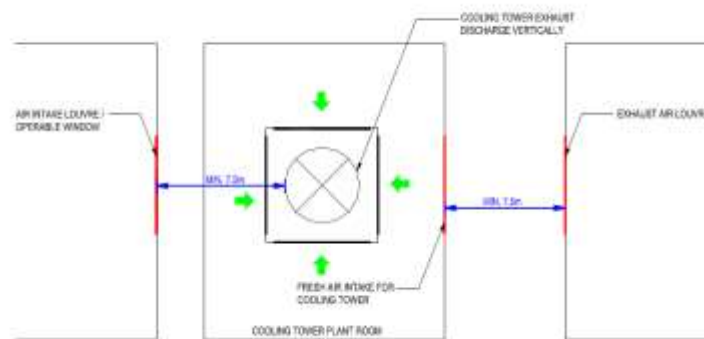 COOLING TOWER EXHAUST
DISCHARGE VERTICALLY
AIR INTAKE LOUVRE /
OPERABLE WINDOW
EXHAUST AIR LOUVRE
MIN. 7.5m
MIN. 7.5m
FRESH AIR INTAKE FOR
COOLING TOWER
COOLING TOWER PLANT ROOM